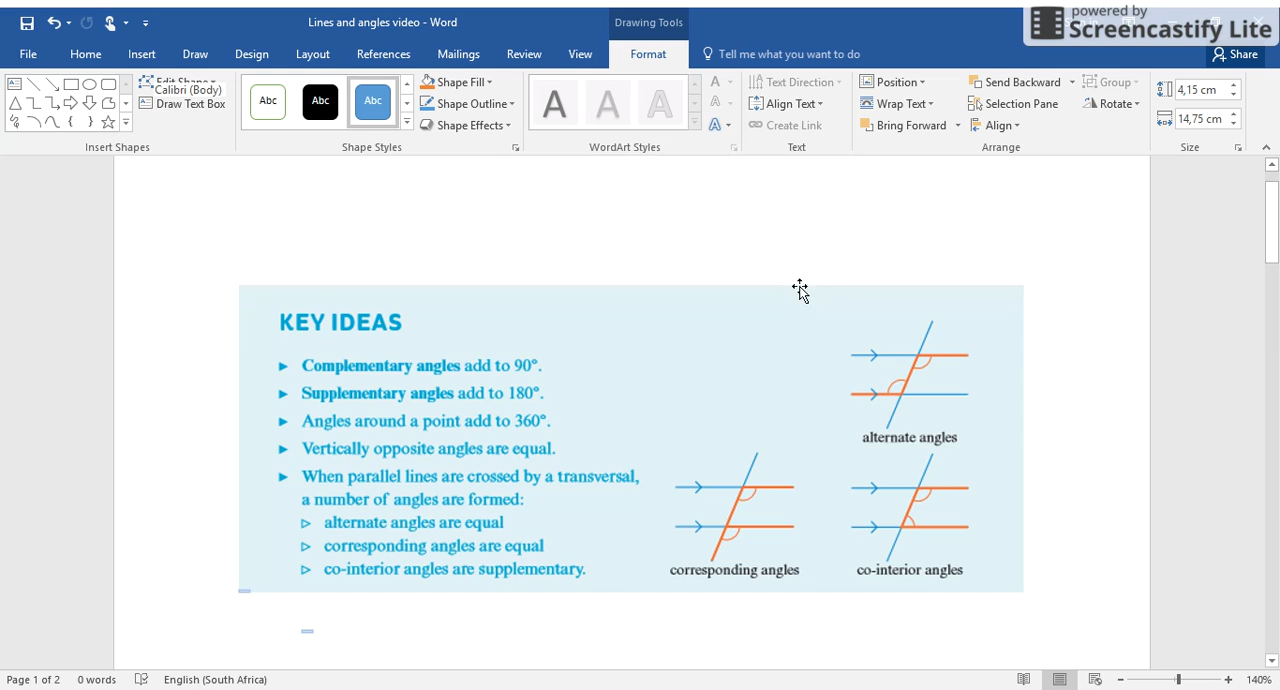 Lines and angles video - Word
Drawing Tools
powered by
Screencastify Lite
File Home Insert Draw Design Layout References Mailings Review View Format Tell me what you want to do Share
Edit Shape
Calibri (Body)
Draw Text Box
Insert Shapes
Abc Abc Abc
Shape Fill
Shape Outline
Shape Effects
Shape Styles
A A A
WordArt Styles
Text Direction
Align Text
Create Link
Text
Position
Wrap Text
Bring Forward
Send Backward
Selection Pane
Align
Group
Rotate
Arrange
4,15 cm
14,75 cm
Size
KEY IDEAS
Complementary angles add to 90°.
Supplementary angles add to 180°.
Angles around a point add to 360°.
Vertically opposite angles are equal.
When parallel lines are crossed by a transversal,
a number of angles are formed:
alternate angles are equal
corresponding angles are equal
co-interior angles are supplementary.
alternate angles
corresponding angles
co-interior angles
Page 1 of 2 0 words English (South Africa) 140%